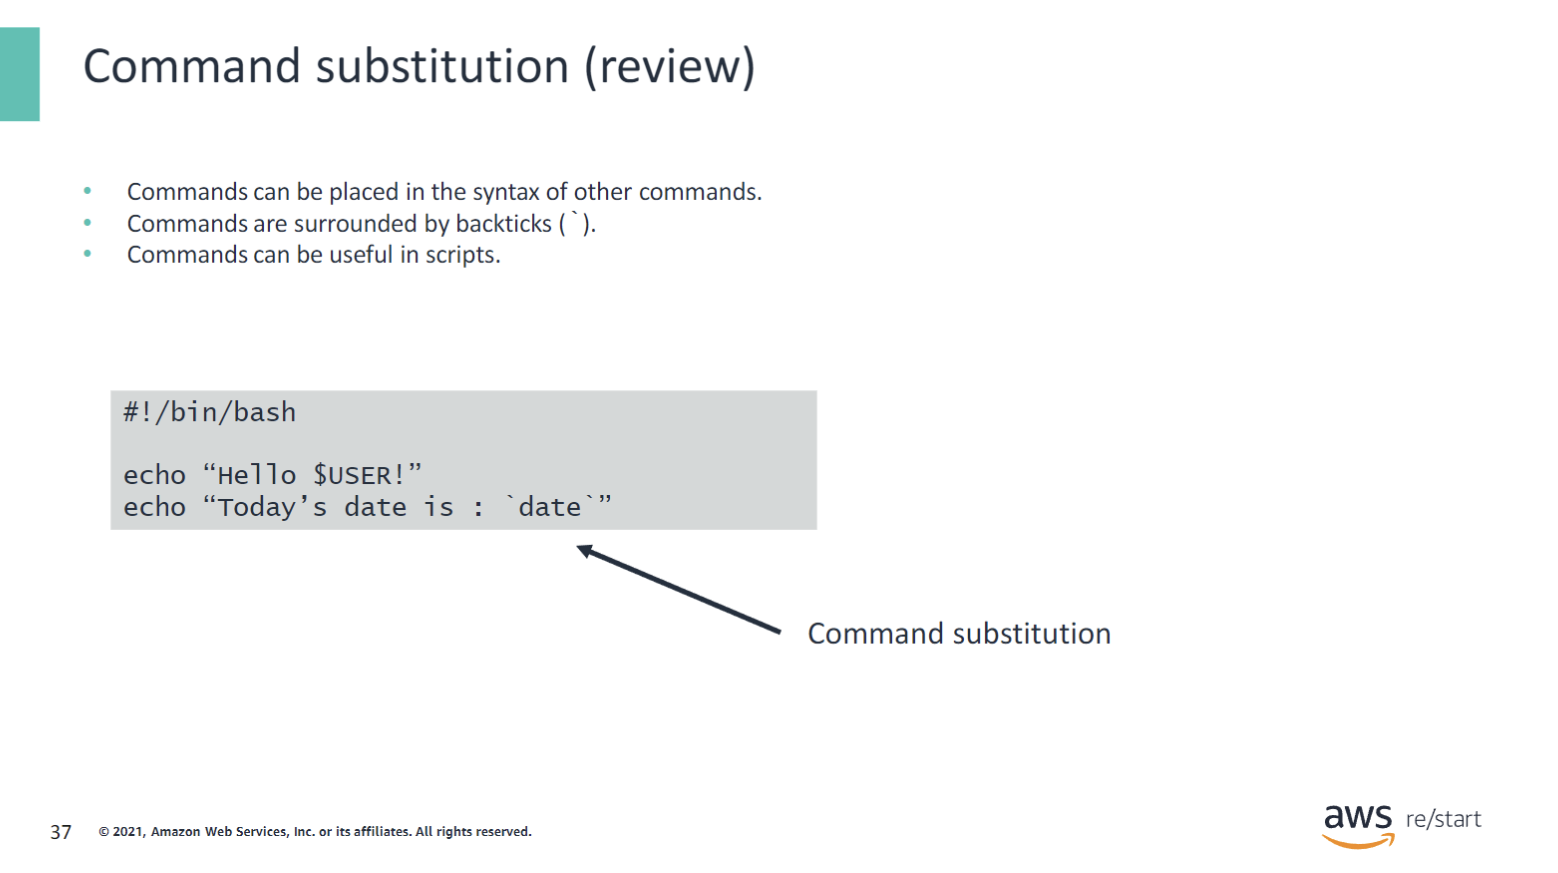 Command substitution (review)
• Commands can be placed in the syntax of other commands.
• Commands are surrounded by backticks (`).
• Commands can be useful in scripts.
#!/bin/bash
echo “Hello $USER!”
echo “Today’s date is : `date`”
Command substitution
37 © 2021, Amazon Web Services, Inc. or its affiliates. All rights reserved.
aws re/start